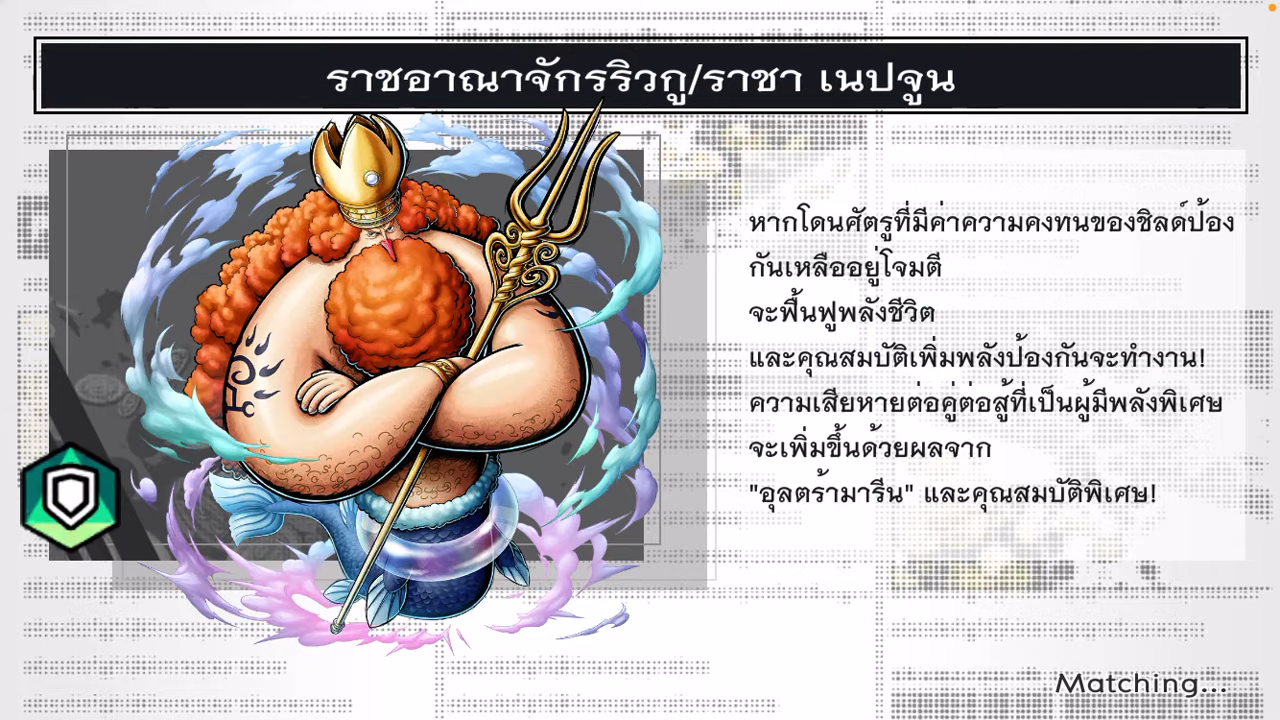 ราชอาณาจักรริวกู/ราชา เนปจูน
หากโดนศัตรูที่มีค่าความคงทนของชิลด์ป้อง
กันเหลืออยู่โจมตี
จะฟื้นฟูพลังชีวิต
และคุณสมบัติเพิ่มพลังป้องกันจะทำงาน!
ความเสียหายต่อคู่ต่อสู้ที่เป็นผู้มีพลังพิเศษ
จะเพิ่มขึ้นด้วยผลจาก
"อุลตร้ามารีน" และคุณสมบัติพิเศษ!
Matching...